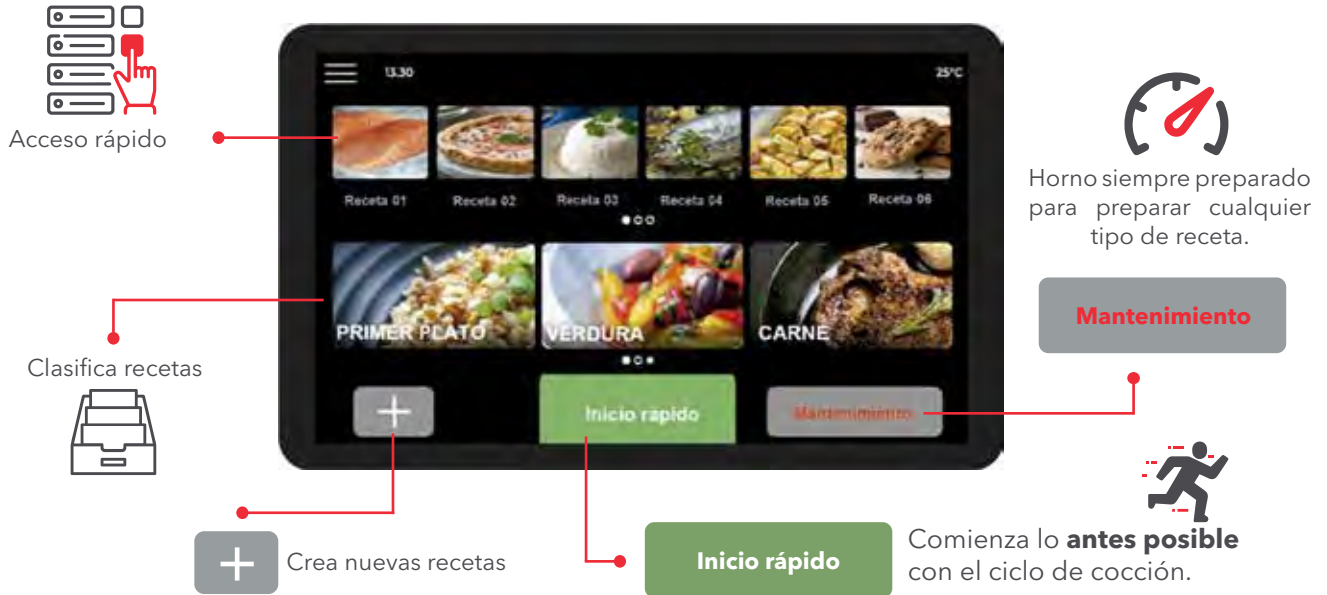 Acceso rápido
13.30
25°C
Receta 01
Receta 02
Receta 03
Receta 04
Receta 05
Receta 06
PRIMER PLATO
VERDURA
CARNE
Inicio rapido
Mantenimiento
Clasifica recetas
Horno siempre preparado
para preparar cualquier
tipo de receta.
Mantenimiento
Crea nuevas recetas
Inicio rápido
Comienza lo antes posible
con el ciclo de cocción.